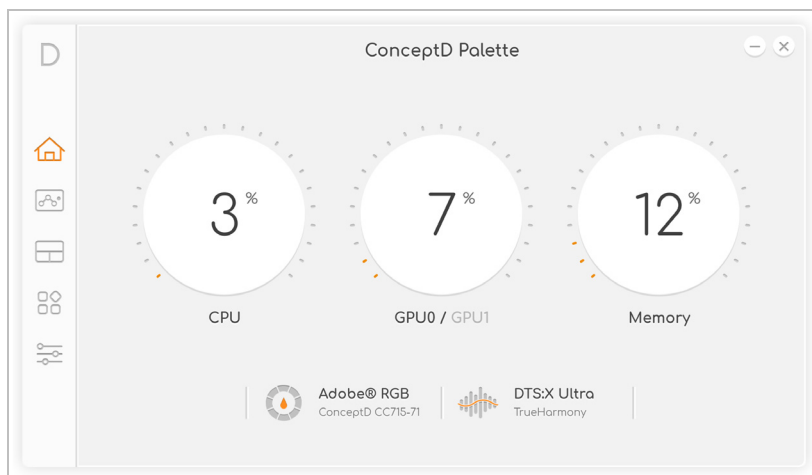 D
ConceptD Palette
3 %
7 %
12 %
CPU
GPU0 / GPU1
Memory
Adobe® RGB
ConceptD CC715-71
DTS:X Ultra
TrueHarmony